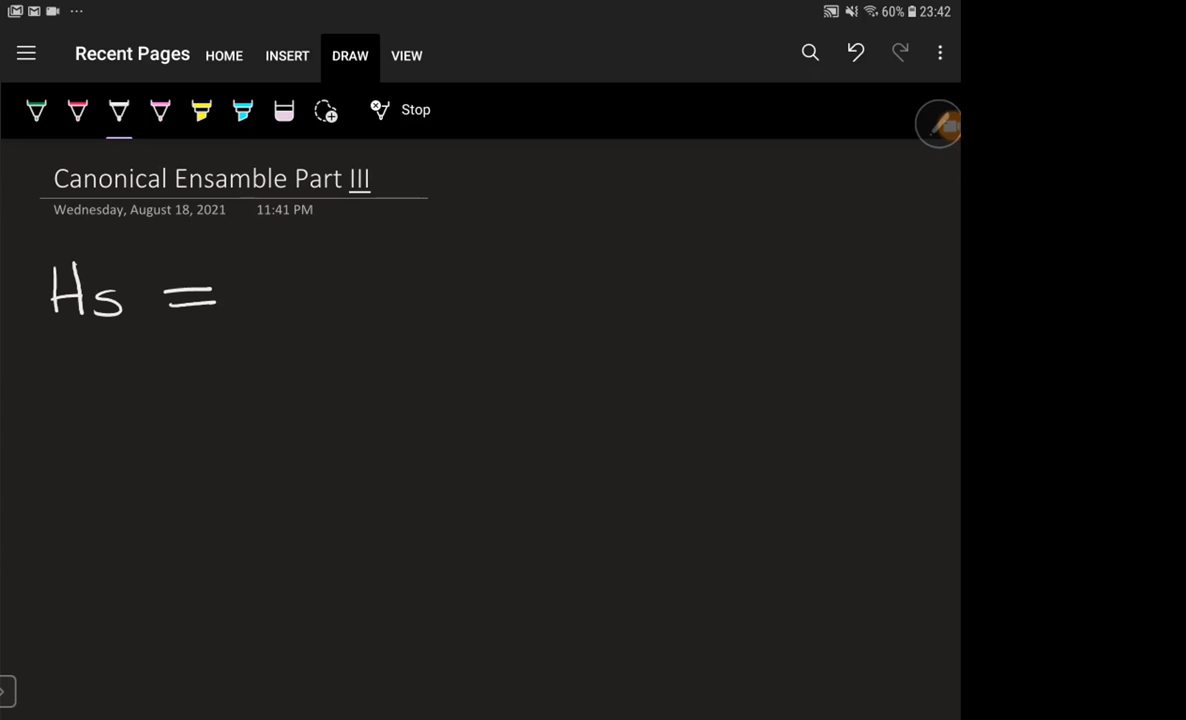 60% 23:42
Recent Pages HOME INSERT DRAW VIEW
Stop
Canonical Ensamble Part III
Wednesday, August 18, 2021 11:41 PM
Hs =